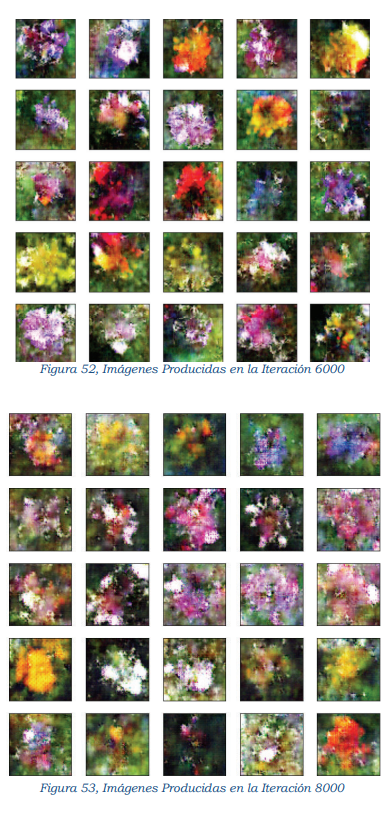 Figura 52, Imágenes Producidas en la Iteración 6000
Figura 53, Imágenes Producidas en la Iteración 8000